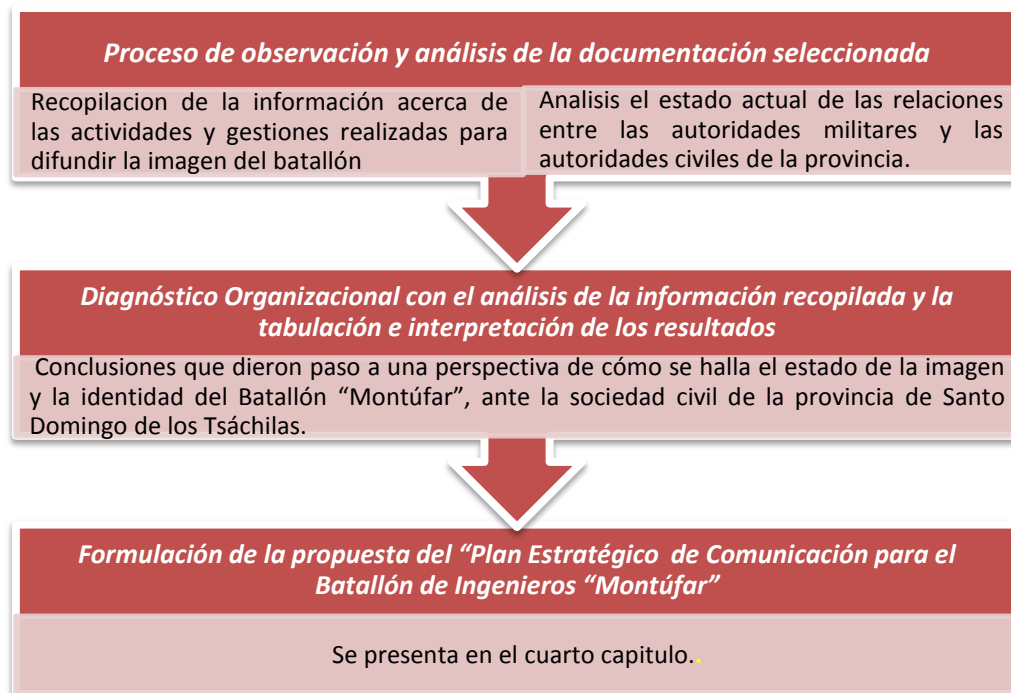 Proceso de observación y análisis de la documentación seleccionada
Recopilacion de la información acerca de
las actividades y gestiones realizadas para
difundir la imagen del batallón
Analisis el estado actual de las relaciones
entre las autoridades militares y las
autoridades civiles de la provincia.
Diagnóstico Organizacional con el análisis de la información recopilada y la
tabulación e interpretación de los resultados
Conclusiones que dieron paso a una perspectiva de cómo se halla el estado de la imagen
y la identidad del Batallón “Montúfar”, ante la sociedad civil de la provincia de Santo
Domingo de los Tsáchilas.
Formulación de la propuesta del “Plan Estratégico de Comunicación para el
Batallón de Ingenieros “Montúfar”
Se presenta en el cuarto capitulo..